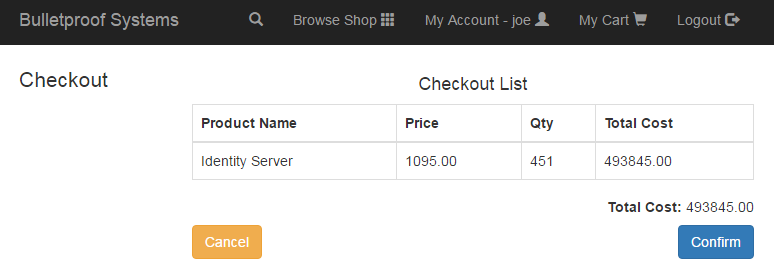 Bulletproof Systems Browse Shop My Account - joe My Cart Logout
Checkout
Checkout List
Product Name Price Qty Total Cost
Identity Server 1095.00 451 493845.00
Total Cost: 493845.00
Cancel Confirm